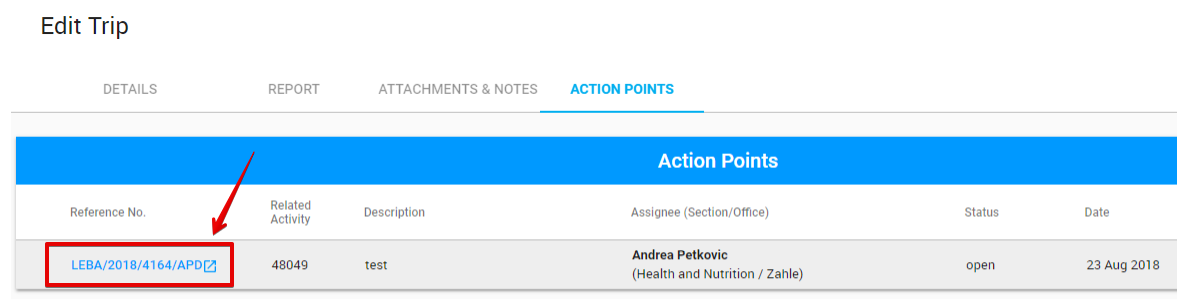 Edit Trip
DETAILS REPORT ATTACHMENTS & NOTES ACTION POINTS
Action Points
Reference No. Related Activity Description Assignee (Section/Office) Status Date
LEBA/2018/4164/APD 48049 test Andrea Petkovic (Health and Nutrition / Zahle) open 23 Aug 2018